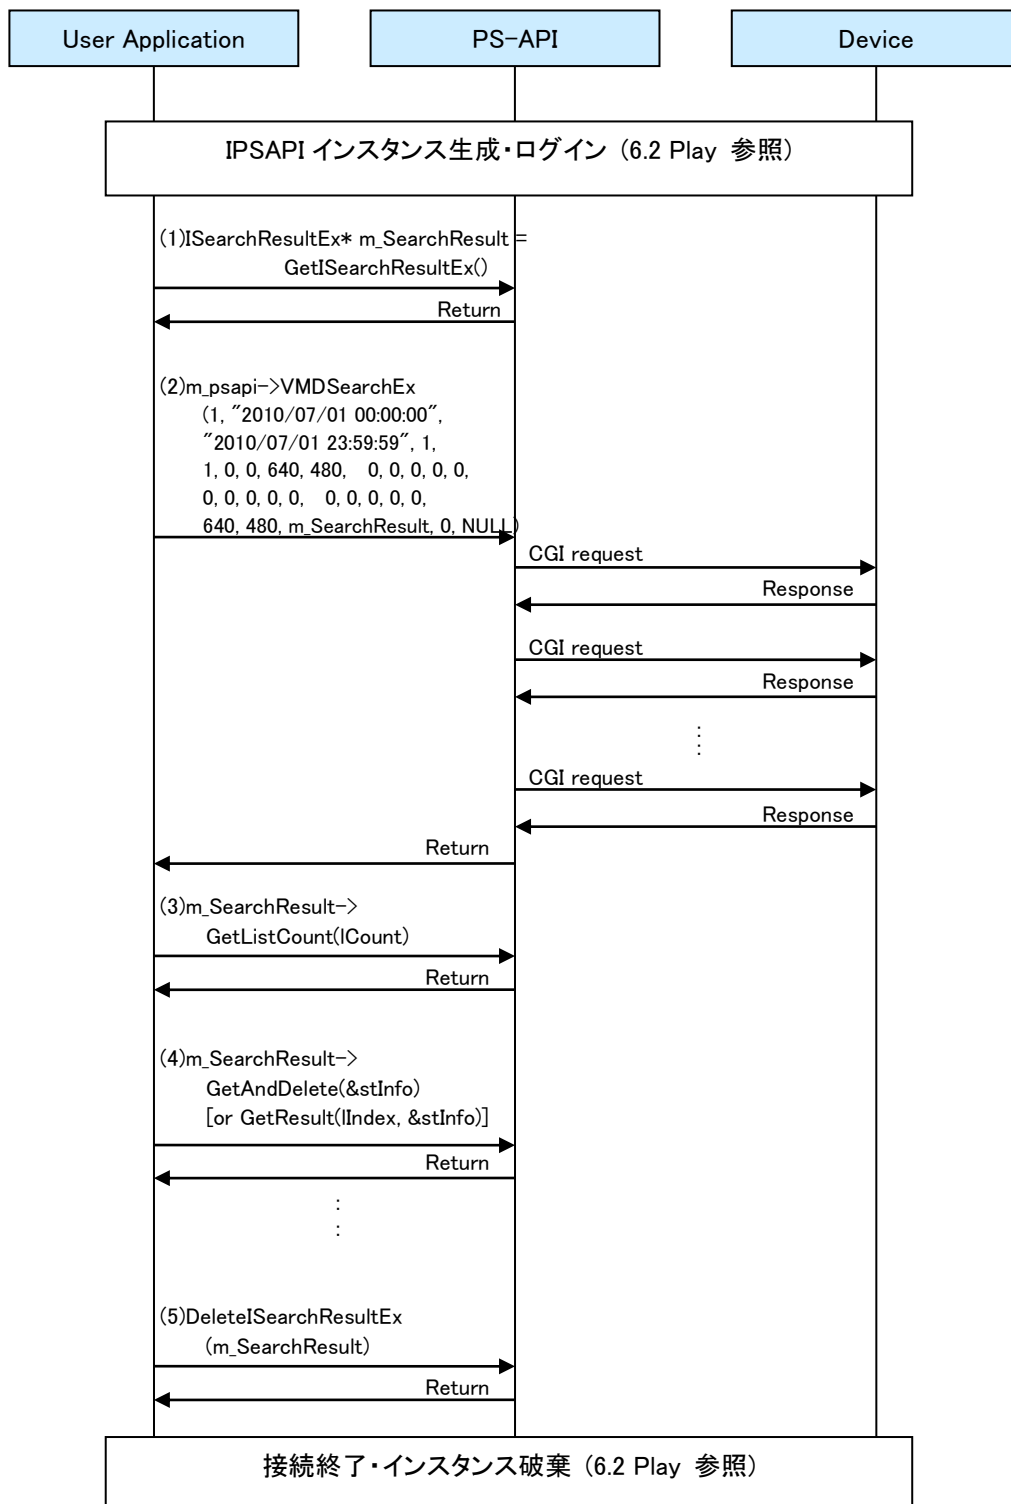 User Application
PS-API
Device
IPSAPI インスタンス生成・ログイン (6.2 Play 参照)
(1)ISearchResultEx* m_SearchResult =
GetISearchResultEx()
Return
(2)m_psapi->VMDSearchEx
(1, "2010/07/01 00:00:00",
"2010/07/01 23:59:59", 1,
1, 0, 0, 640, 480, 0, 0, 0, 0, 0,
0, 0, 0, 0, 0, 0, 0, 0, 0, 0,
640, 480, m_SearchResult, 0, NULL)
CGI request
Response
CGI request
Response
CGI request
Response
Return
(3)m_SearchResult->
GetListCount(lCount)
Return
(4)m_SearchResult->
GetAndDelete(&stInfo)
[or GetResult(lIndex, &stInfo)]
Return
(5)DeleteISearchResultEx
(m_SearchResult)
Return
接続終了・インスタンス破棄 (6.2 Play 参照)